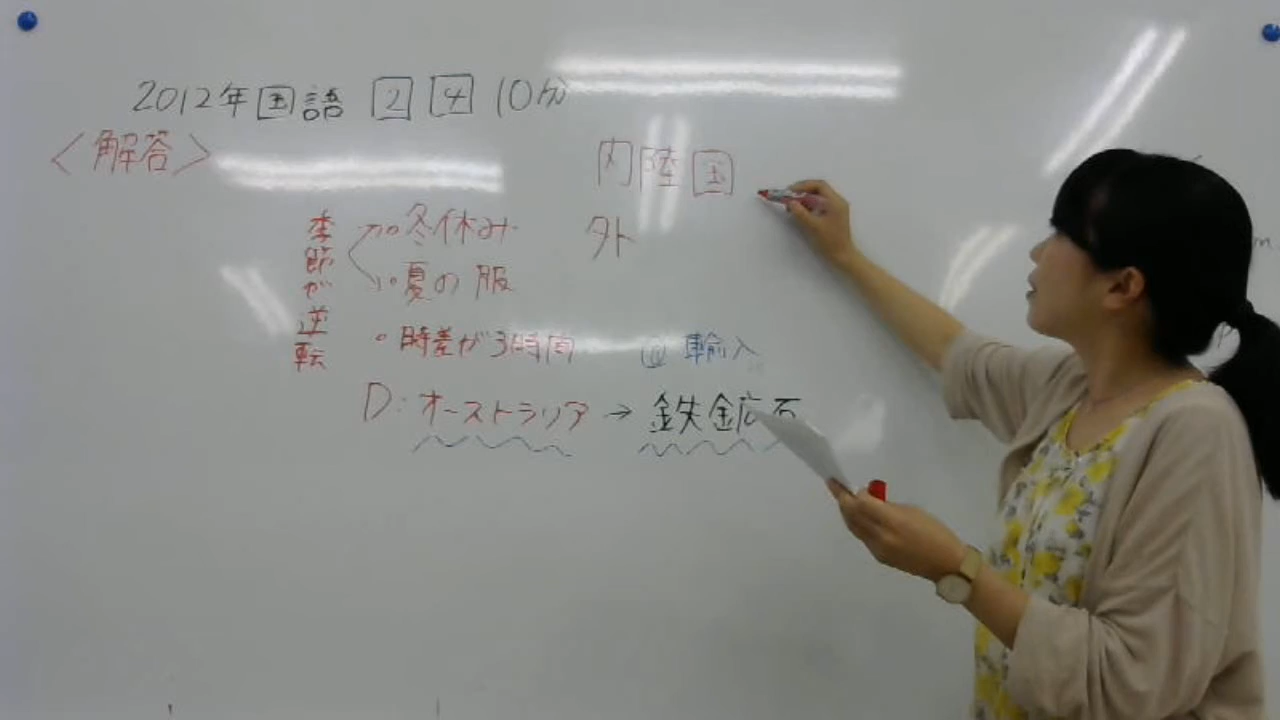 2012年国語 2 4 10分
<解答>
内陸国
季節が逆転
冬休み
外
・夏の服
・時差が3時間
輸入
D:オーストラリア→鉄鉱石